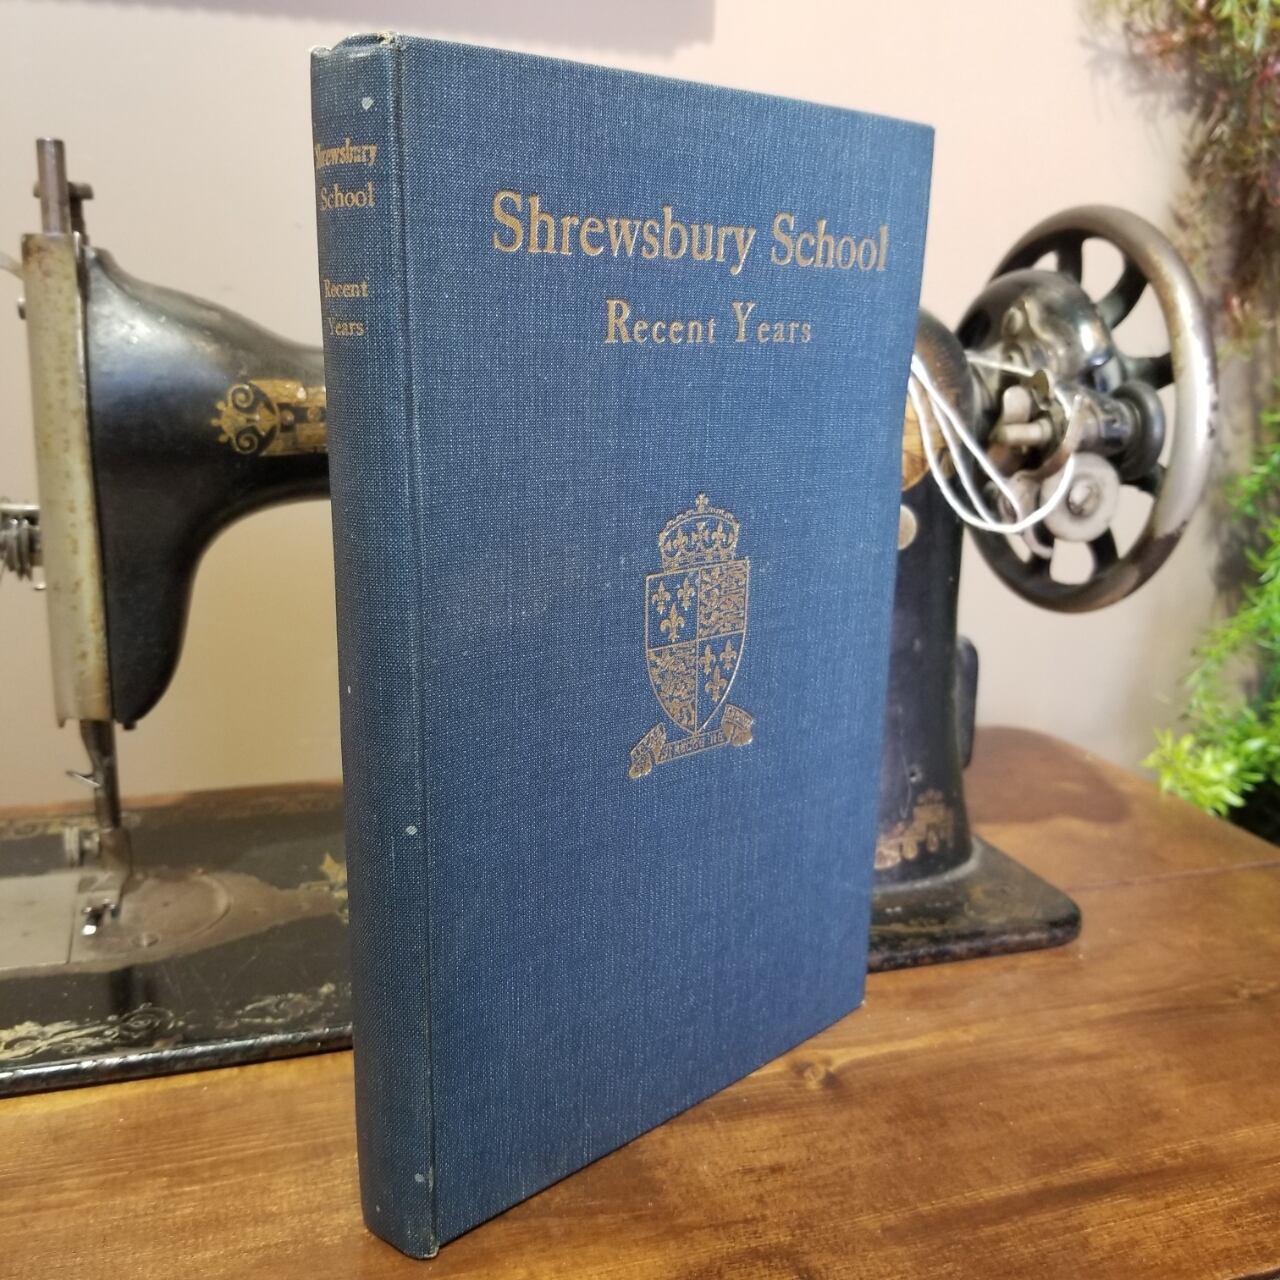 Shrewsbury
School
Recent
Years
Shrewsbury School
Recent Years